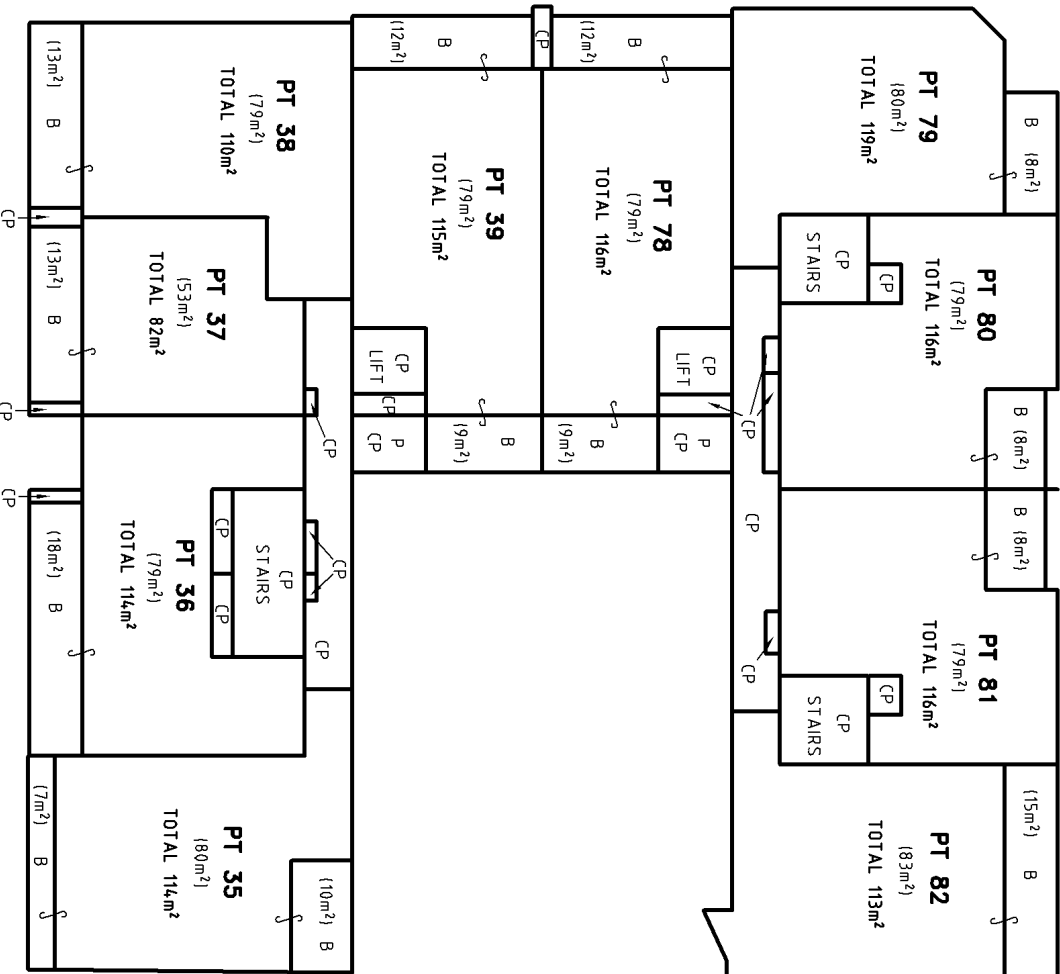 B (8m²)
PT 79
(80m²)
TOTAL 119m²
PT 80
(79m²)
TOTAL 116m²
CP
STAIRS
CP
B (8m²)
B (8m²)
PT 81
(79m²)
TOTAL 116m²
CP
CP
STAIRS
(15m²) B
PT 82
(83m²)
TOTAL 113m²
CP
CP
CP
B
(12m²)
PT 78
(79m²)
TOTAL 116m²
CP
LIFT
P
CP
B
(9m²)
CP
B
(12m²)
PT 39
(79m²)
TOTAL 115m²
CP
LIFT
CP
P
CP
B
(9m²)
PT 38
(79m²)
TOTAL 110m²
(13m²) B
CP
PT 37
(53m²)
TOTAL 82m²
(13m²) B
CP
CP
CP
CP
CP
STAIRS
CP
CP
PT 36
(79m²)
TOTAL 114m²
CP
(18m²) B
PT 35
(80m²)
TOTAL 114m²
(10m²) B
(7m²) B